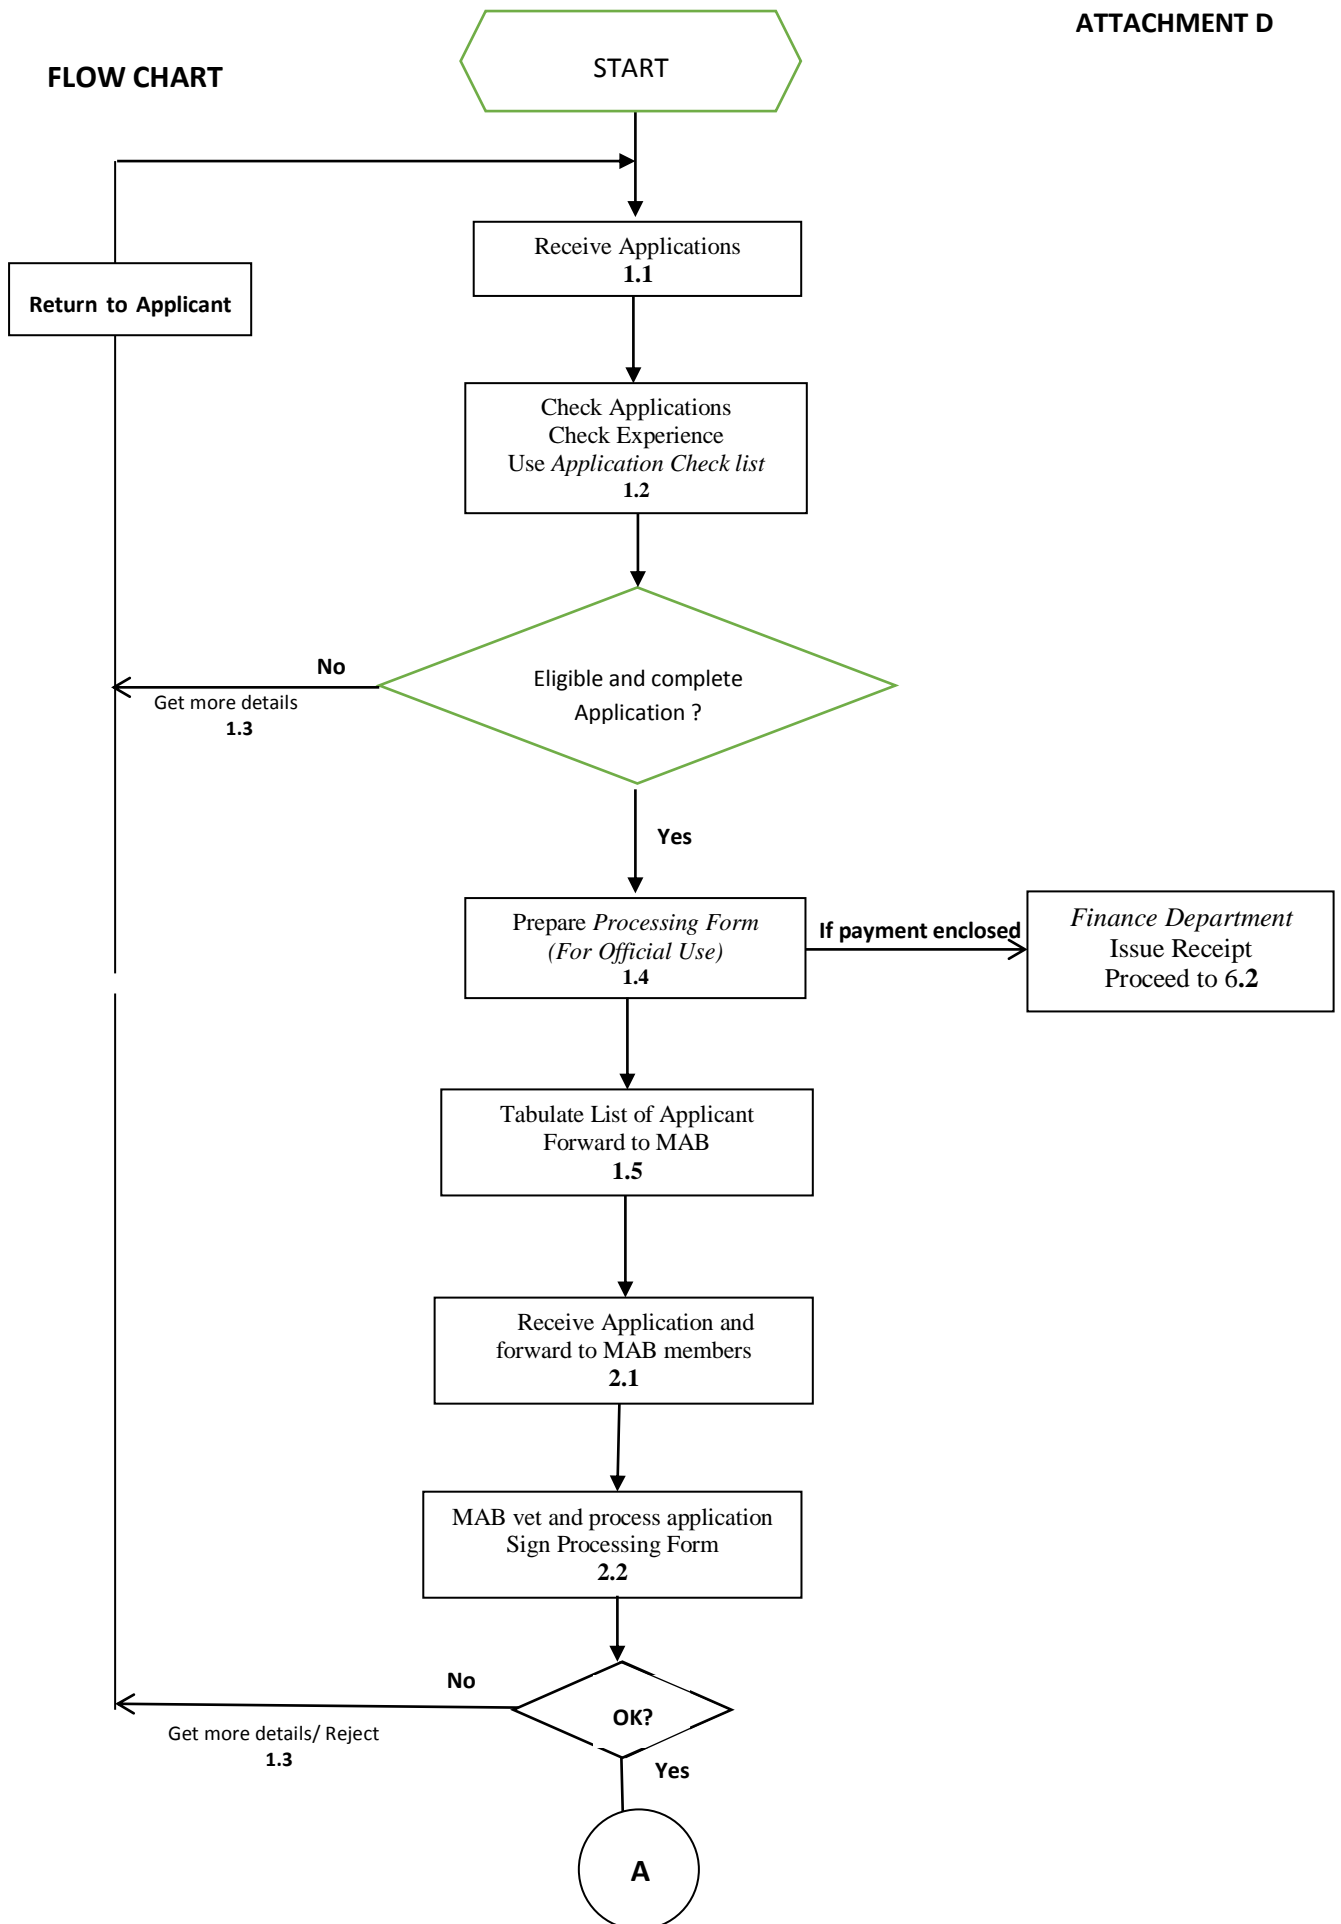 ATTACHMENT D
FLOW CHART
START
Receive Applications
1.1
Return to Applicant
Check Applications
Check Experience
Use Application Check list
1.2
Eligible and complete
Application ?
No
Get more details
1.3
Yes
Prepare Processing Form
(For Official Use)
1.4
If payment enclosed
Finance Department
Issue Receipt
Proceed to 6.2
Tabulate List of Applicant
Forward to MAB
1.5
Receive Application and
forward to MAB members
2.1
MAB vet and process application
Sign Processing Form
2.2
OK?
No
Get more details/ Reject
1.3
Yes
A